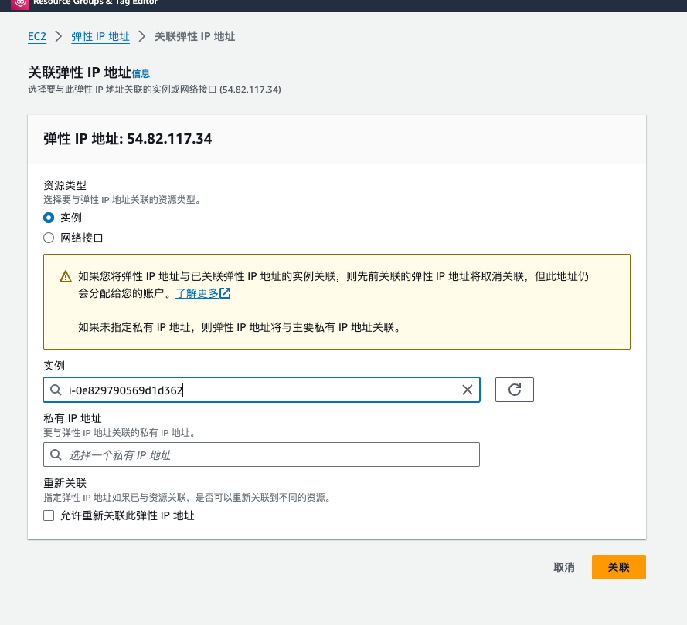 Resource Groups & Tag Editor
EC2 > 弹性 IP 地址 > 关联弹性 IP 地址
关联弹性 IP 地址信息
选择要与此弹性 IP 地址关联的实例或网络接口 (54.82.117.34)
弹性 IP 地址: 54.82.117.34
资源类型
选择要与弹性 IP 地址关联的资源类型。
实例
网络接口
如果您将弹性 IP 地址与已关联弹性 IP 地址的实例关联，则先前关联的弹性 IP 地址将取消关联，但此地址仍
会分配给您的账户。了解更多
如果未指定私有 IP 地址，则弹性 IP 地址将与主要私有 IP 地址关联。
实例
i-0e829790569d1d362
私有 IP 地址
要与弹性 IP 地址关联的私有 IP 地址。
选择一个私有 IP 地址
重新关联
指定弹性 IP 地址如果已与资源关联，是否可以重新关联到不同的资源。
允许重新关联此弹性 IP 地址
取消 关联